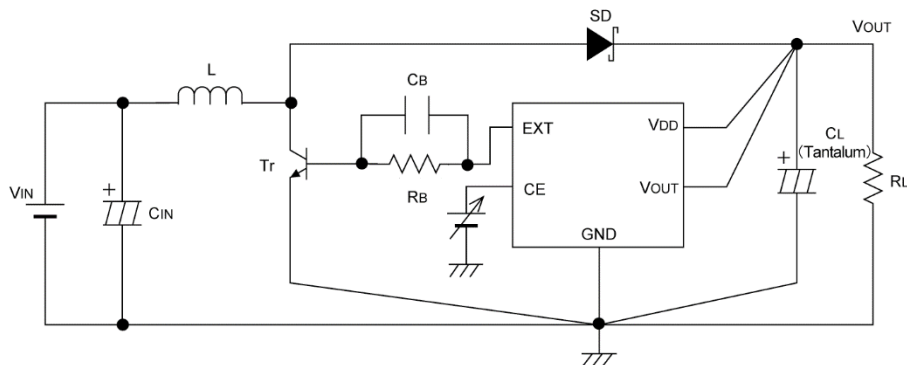 SD
VOUT
L
CB
EXT
VDD
CL
(Tantalum)
+
Tr
RB
CE
VOUT
RL
VIN
+
CIN
GND